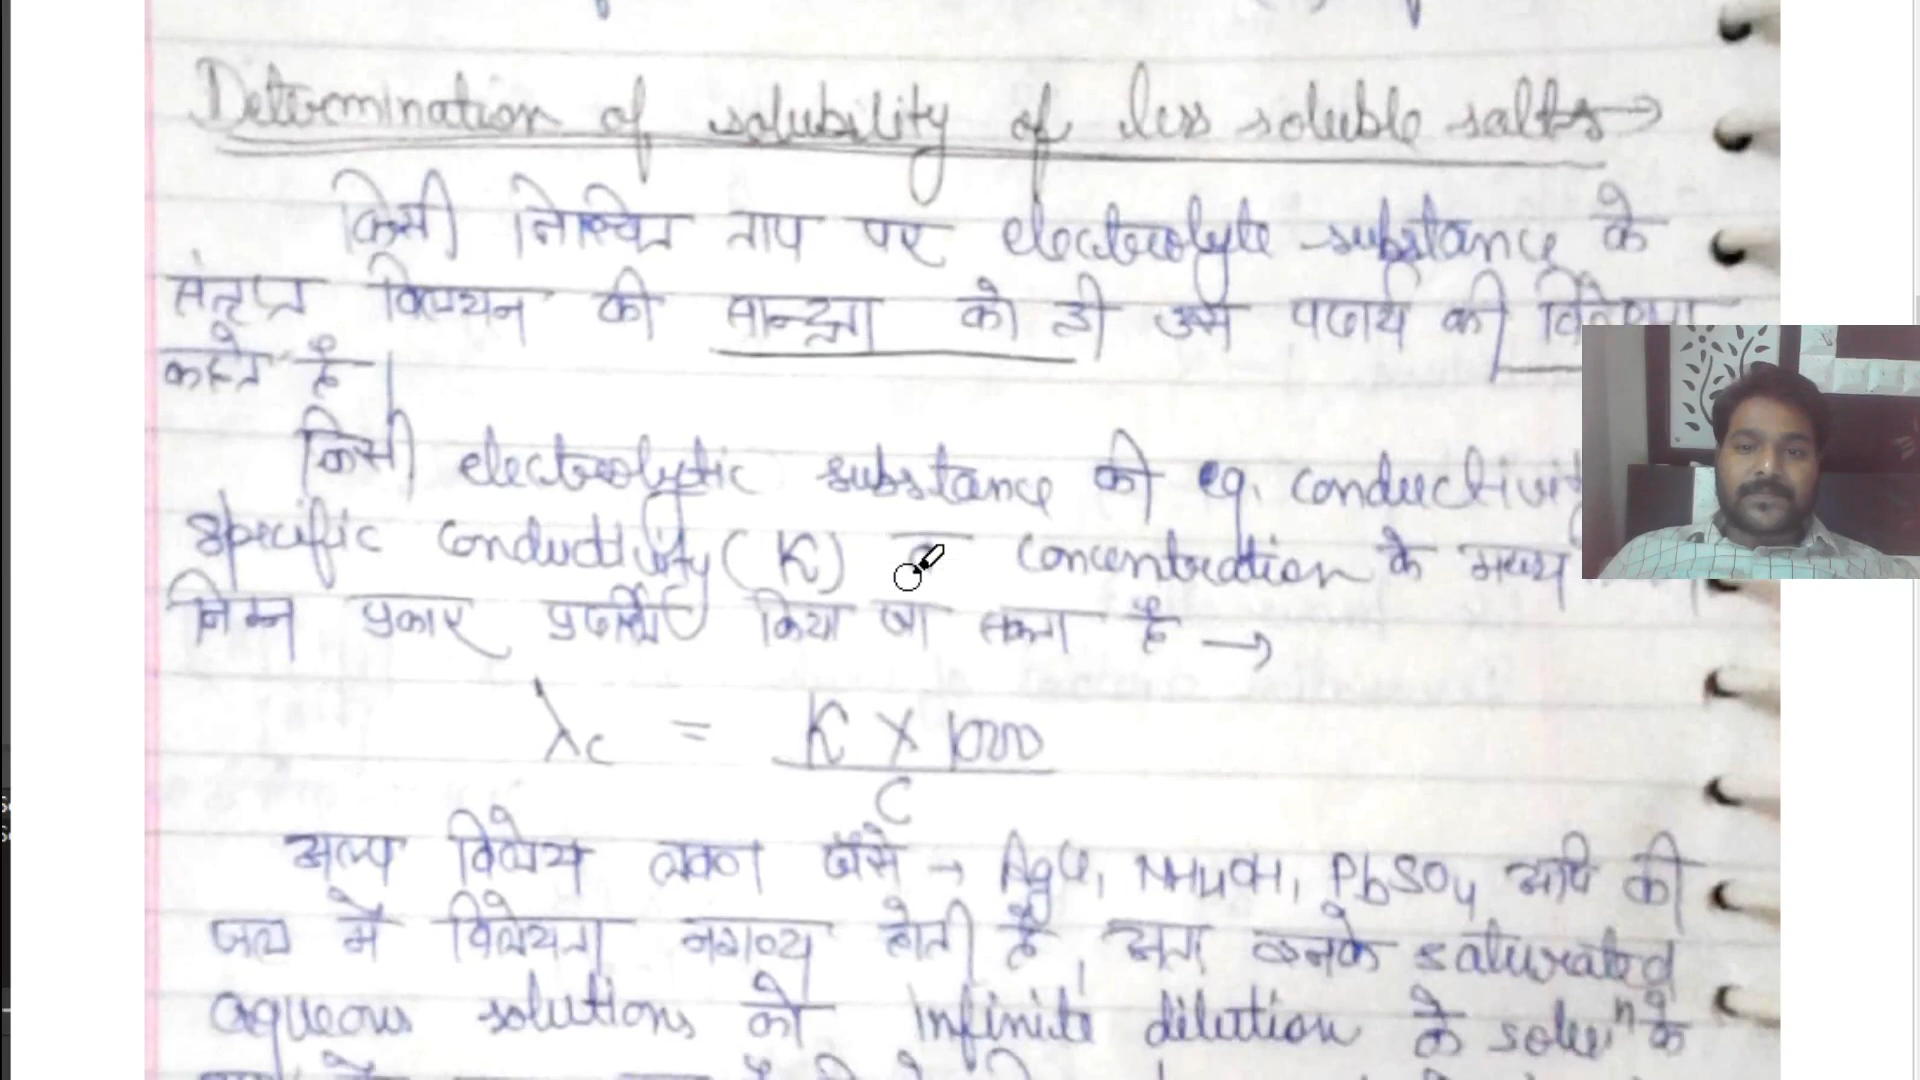 Determination of solubility of less soluble salts→
किसी निश्चित ताप पर electrolyte substance के
संतृप्त विलयन की सान्द्रता को ही उस पदार्थ की
कहते है।
किसी electrolytic substance की eq.
specific conductivity (K) व concentration के मध्य
निम्न प्रकार प्रदर्शित किया जा सकता है →
λc = K × 1000
C
अल्प विलेय लवण जैसे → AgCl, NH4OH, PbSO4 आदि की
जल में विलेयता नगण्य होती है, अतः इनके saturated
aqueous solutions को infinite dilution के soluⁿ के